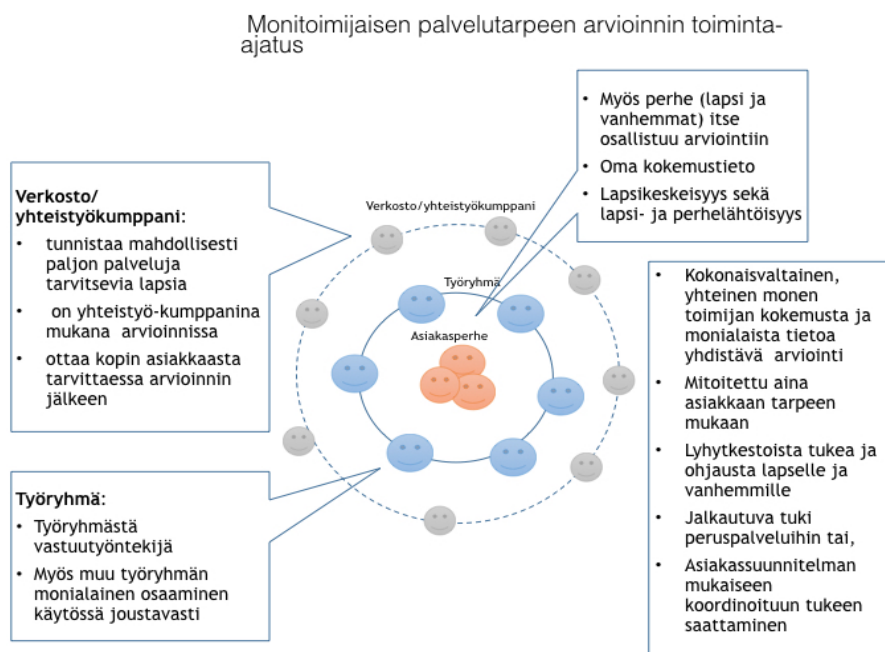 Monitoimijaisen palvelutarpeen arvioinnin toiminta-
ajatus
• Myös perhe (lapsi ja
vanhemmat) itse
osallistuu arviointiin
• Oma kokemustieto
• Lapsikeskeisyys sekä
lapsi- ja perhelähtöisyys
Verkosto/
yhteistyökumppani:
• tunnistaa mahdollisesti
paljon palveluja
tarvitsevia lapsia
• on yhteistyö-kumppanina
mukana arvioinnissa
• ottaa kopin asiakkaasta
tarvittaessa arvioinnin
jälkeen
Verkosto/yhteistyökumppani
Työryhmä
Asiakasperhe
• Kokonaisvaltainen,
yhteinen monen
toimijan kokemusta ja
monialaista tietoa
yhdistävä arviointi
• Mitoitettu aina
asiakkaan tarpeen
mukaan
• Lyhytkestoista tukea ja
ohjausta lapselle ja
vanhemmille
• Jalkautuva tuki
peruspalveluihin tai,
• Asiakassuunnitelman
mukaiseen
koordinoituun tukeen
saattaminen
Työryhmä:
• Työryhmästä
vastuutyöntekijä
• Myös muu työryhmän
monialainen osaaminen
käytössä joustavasti